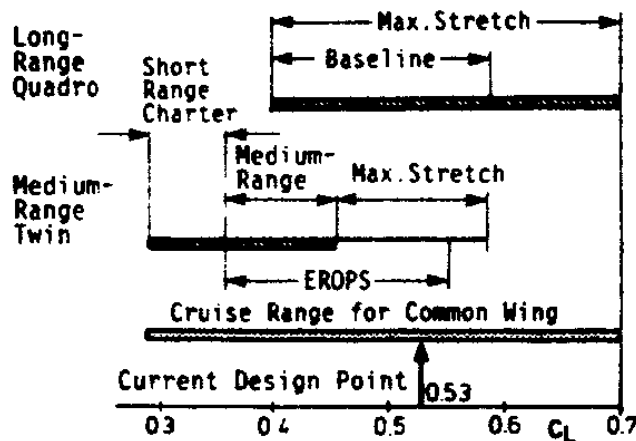 Max.Stretch
Long-
Range
Quadro
Short
Range
Charter
Baseline
Medium-
Range
Twin
Medium-
Range
Max.Stretch
EROPS
Cruise Range for Common Wing
Current Design Point
0.53
0.3 0.4 0.5 0.6 CL 0.7